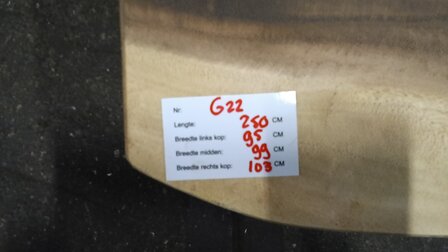 Nr: G22
Lengte: 250 CM
Breedte links kop: 95 CM
Breedte midden: 99 CM
Breedte rechts kop: 103 CM